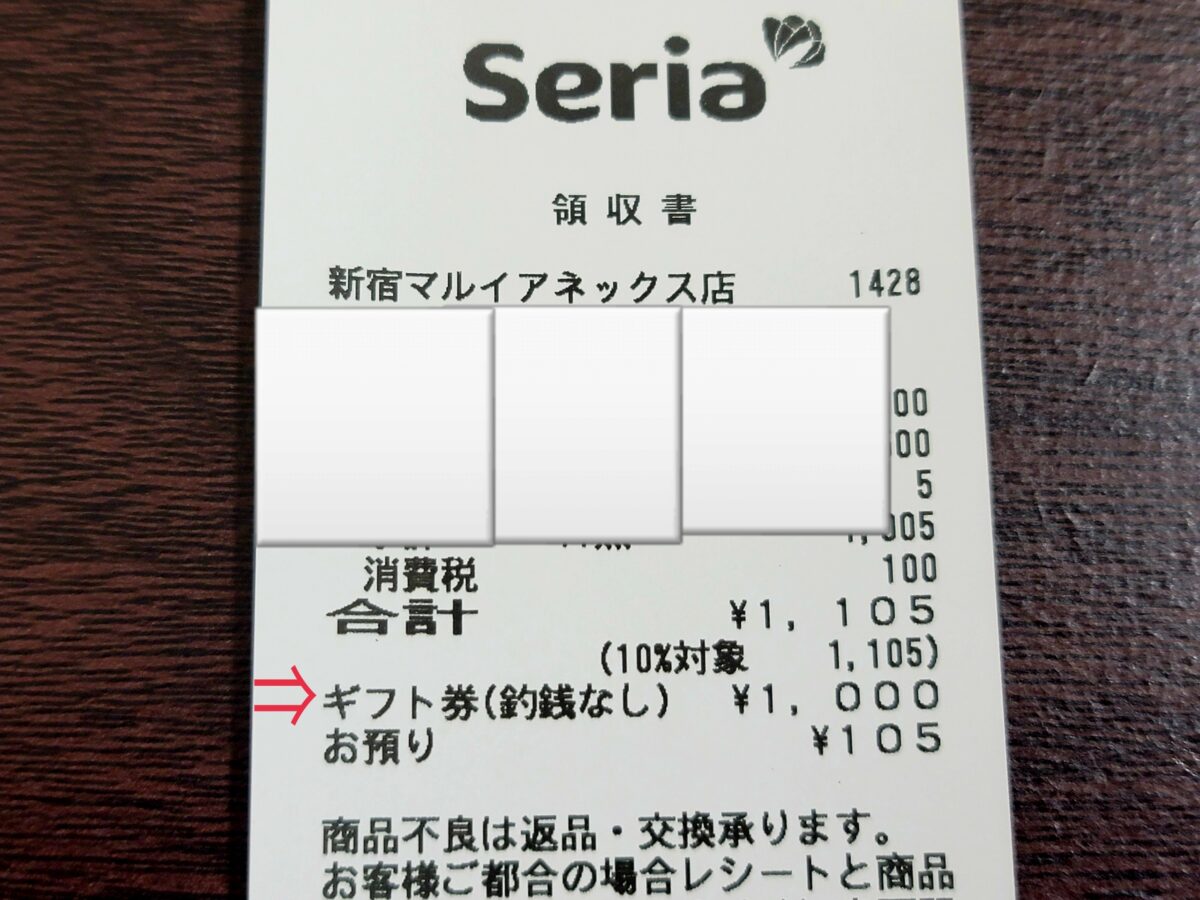 Seria
領収書
新宿マルイアネックス店 1428
00
00
5
消費税 100
合計 ¥1,105
(10%対象 1,105)
ギフト券(釣銭なし) ¥1,000
お預り ¥105
商品不良は返品・交換承ります。
お客様ご都合の場合レシートと商品